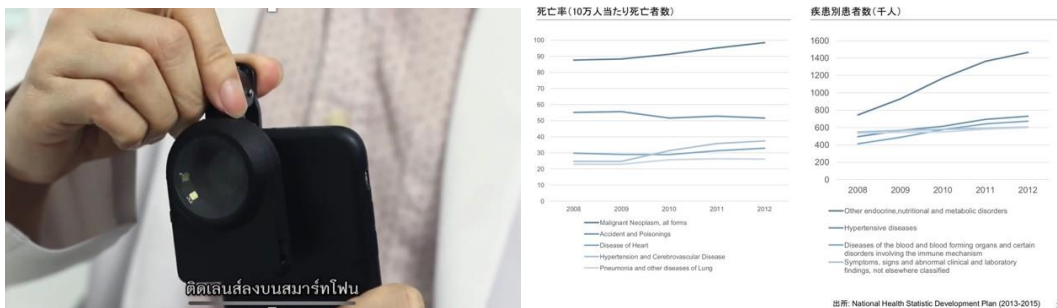 ติดเลนส์ลงบนสมาร์ทโฟน
死亡率(10万人当たり死亡者数)
100
90
80
70
60
50
40
30
20
10
0
2008 2009 2010 2011 2012
Malignant Neoplasm, all forms
Accident and Poisonings
Disease of Heart
Hypertension and Cerebrovascular Disease
Pneumonia and other diseases of Lung
疾患別患者数(千人)
1600
1400
1200
1000
800
600
400
200
0
2008 2009 2010 2011 2012
Other endocrine,nutritional and metabolic disorders
Hypertensive diseases
Diseases of the blood and blood forming organs and certain
disorders involving the immune mechanism
Symptoms, signs and abnormal clinical and laboratory
findings, not elsewhere classified
出所: National Health Statistic Development Plan (2013-2015)